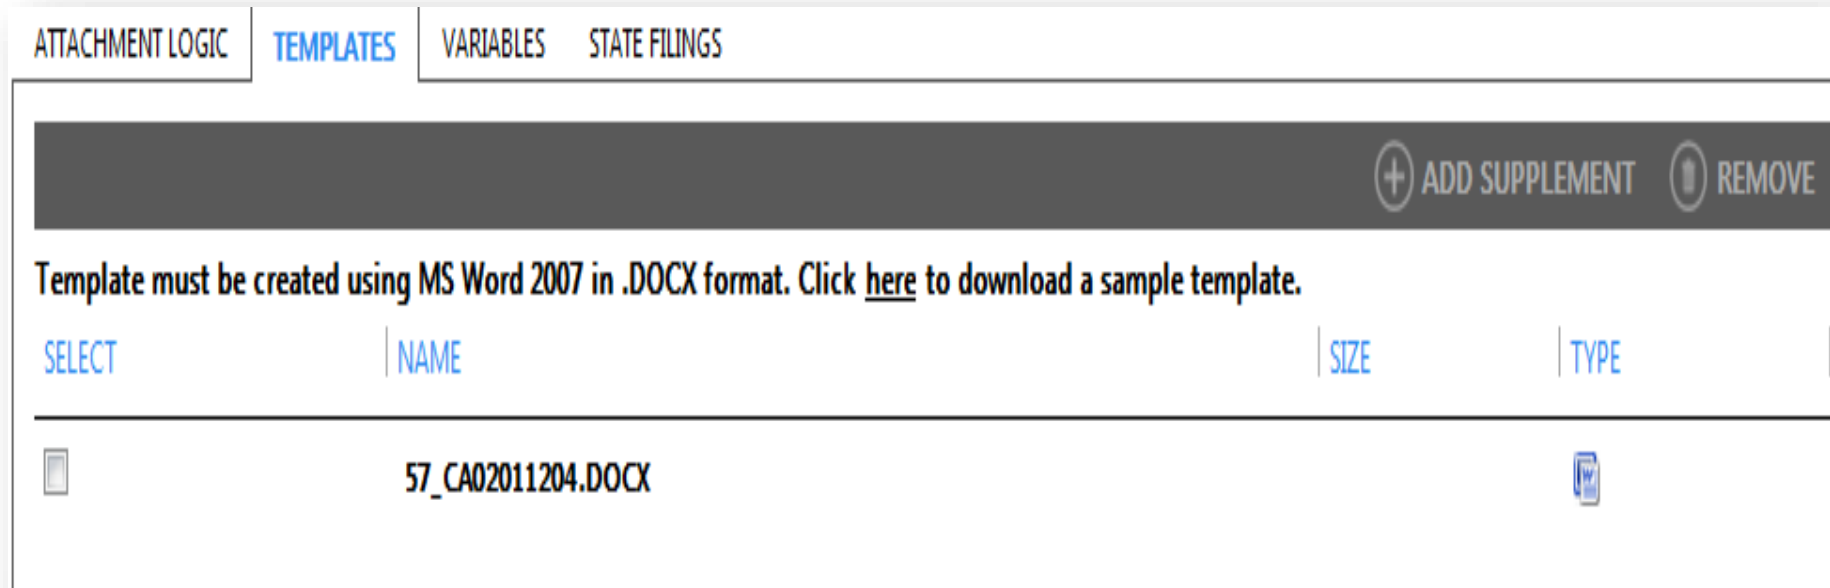 ATTACHMENT LOGIC TEMPLATES VARIABLES STATE FILINGS
ADD SUPPLEMENT REMOVE
Template must be created using MS Word 2007 in .DOCX format. Click here to download a sample template.
SELECT NAME SIZE TYPE
57_CA02011204.DOCX